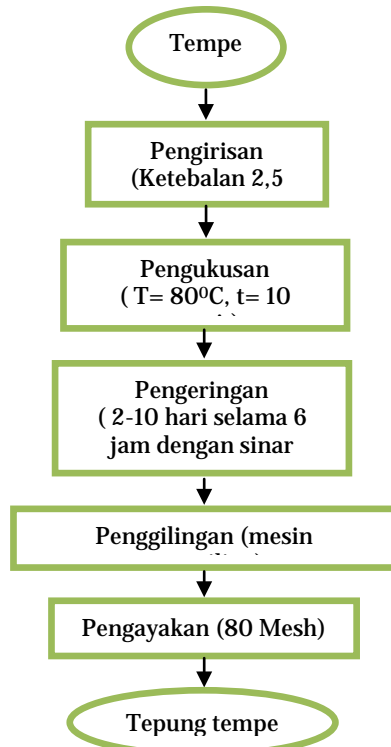 Tempe
Pengirisan
(Ketebalan 2,5
Pengukusan
( T= 80⁰C, t= 10
Pengeringan
( 2-10 hari selama 6
jam dengan sinar
Penggilingan (mesin
Pengayakan (80 Mesh)
Tepung tempe